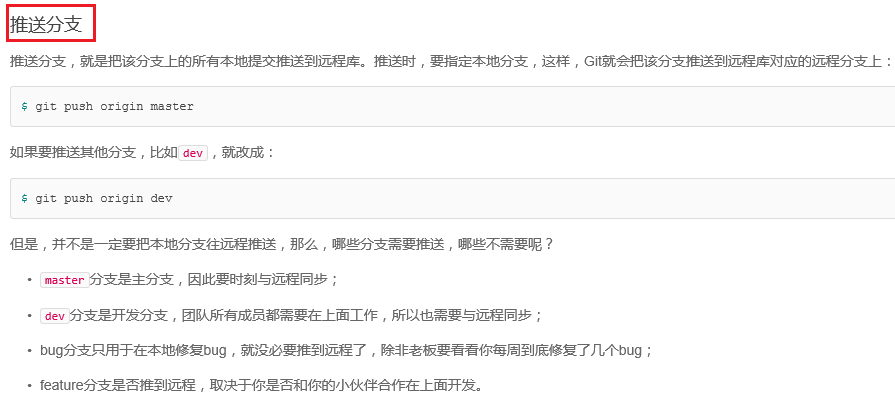 推送分支
推送分支，就是把该分支上的所有本地提交推送到远程库。推送时，要指定本地分支，这样，Git就会把该分支推送到远程库对应的远程分支上：
$ git push origin master
如果要推送其他分支，比如dev，就改成：
$ git push origin dev
但是，并不是一定要把本地分支往远程推送，那么，哪些分支需要推送，哪些不需要呢？
• master分支是主分支，因此要时刻与远程同步；
• dev分支是开发分支，团队所有成员都需要在上面工作，所以也需要与远程同步；
• bug分支只用于在本地修复bug，就没必要推到远程了，除非老板要看看你每周到底修复了几个bug；
• feature分支是否推到远程，取决于你是否和你的小伙伴合作在上面开发。